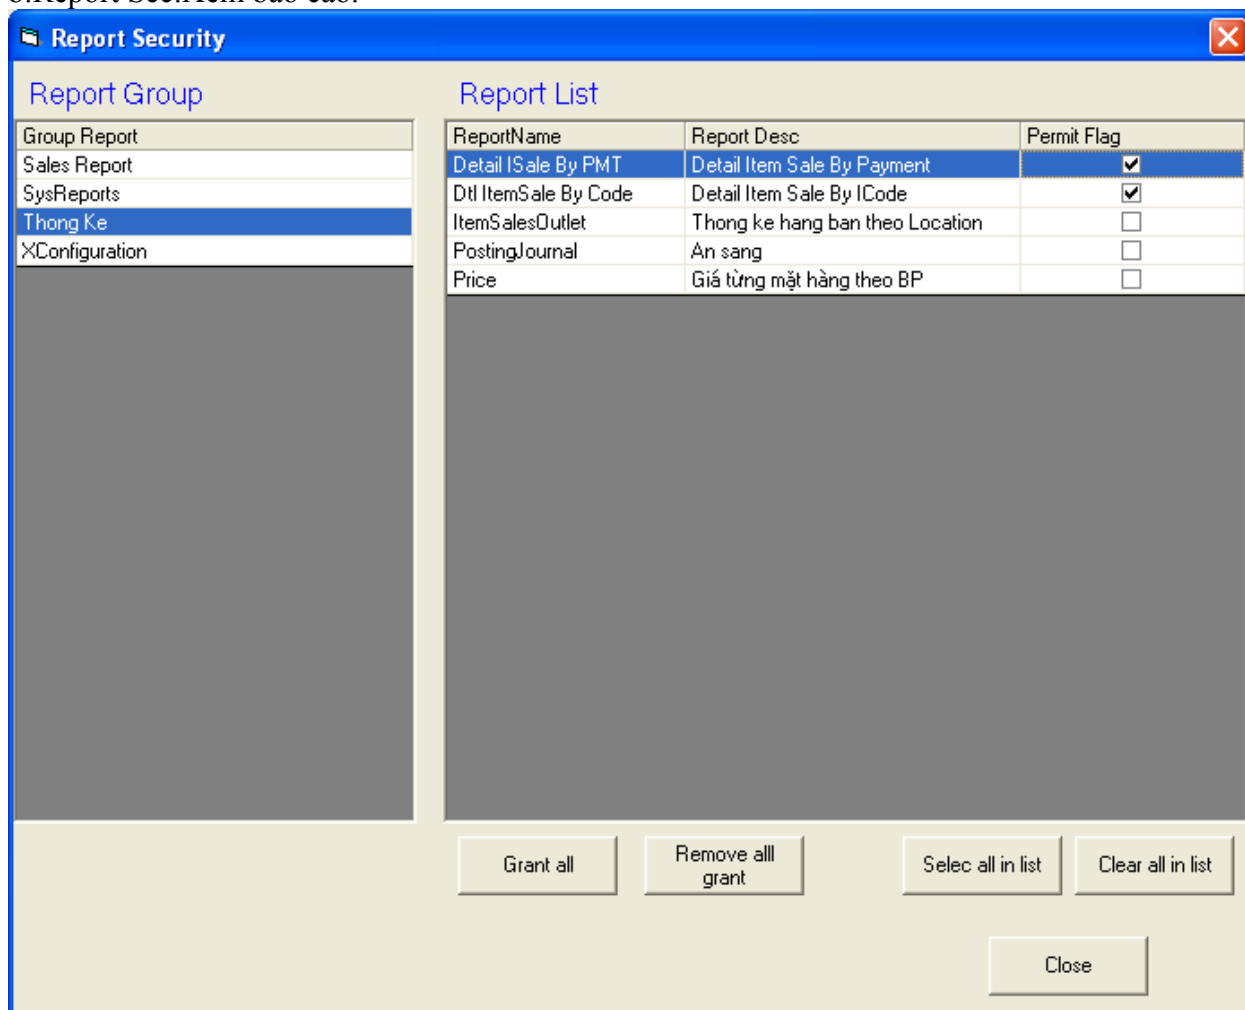 Report Security
Report Group
Report List
Group Report
Sales Report
SysReports
Thong Ke
XConfiguration
ReportName Report Desc Permit Flag
Detail ISale By PMT Detail Item Sale By Payment
Dtl ItemSale By Code Detail Item Sale By ICode
ItemSalesOutlet Thong ke hang ban theo Location
PostingJournal An sang
Price Giá từng mặt hàng theo BP
Grant all
Remove alll
grant
Selec all in list
Clear all in list
Close